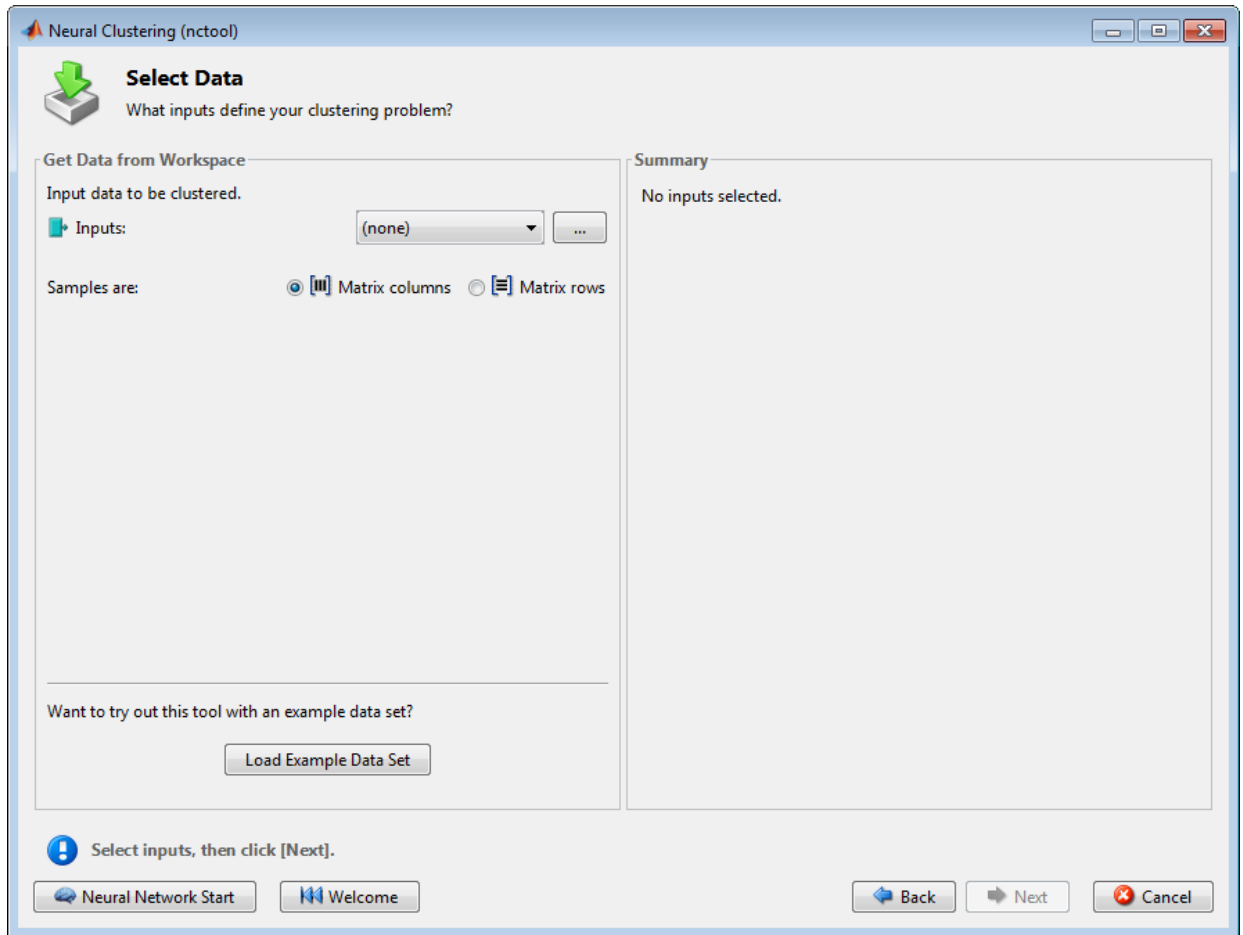 Neural Clustering (nctool)
Select Data
What inputs define your clustering problem?
Get Data from Workspace
Input data to be clustered.
Inputs: (none) ...
Samples are: Matrix columns Matrix rows
Want to try out this tool with an example data set?
Load Example Data Set
Summary
No inputs selected.
Select inputs, then click [Next].
Neural Network Start Welcome Back Next Cancel